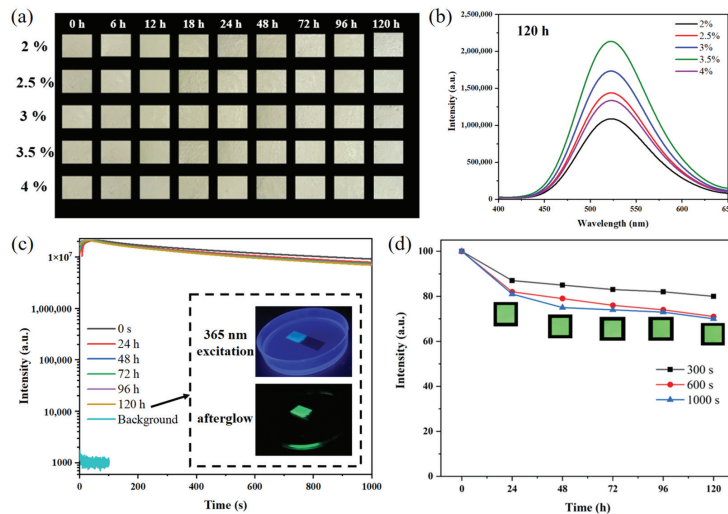 (a)
0 h 6 h 12 h 18 h 24 h 48 h 72 h 96 h 120 h
2 %
2.5 %
3 %
3.5 %
4 %
(b)
120 h
2%
2.5%
3%
3.5%
4%
2,500,000
2,000,000
1,500,000
1,000,000
500,000
0
Intensity (a.u.)
400 450 500 550 600 65
Wavelength (nm)
(c)
1×10⁷
1,000,000
100,000
10,000
1000
Intensity (a.u.)
0 s
24 h
48 h
72 h
96 h
120 h
Background
365 nm
excitation
afterglow
0 200 400 600 800 1000
Time (s)
(d)
100
80
60
40
20
0
Intensity (a.u.)
300 s
600 s
1000 s
0 24 48 72 96 120
Time (h)